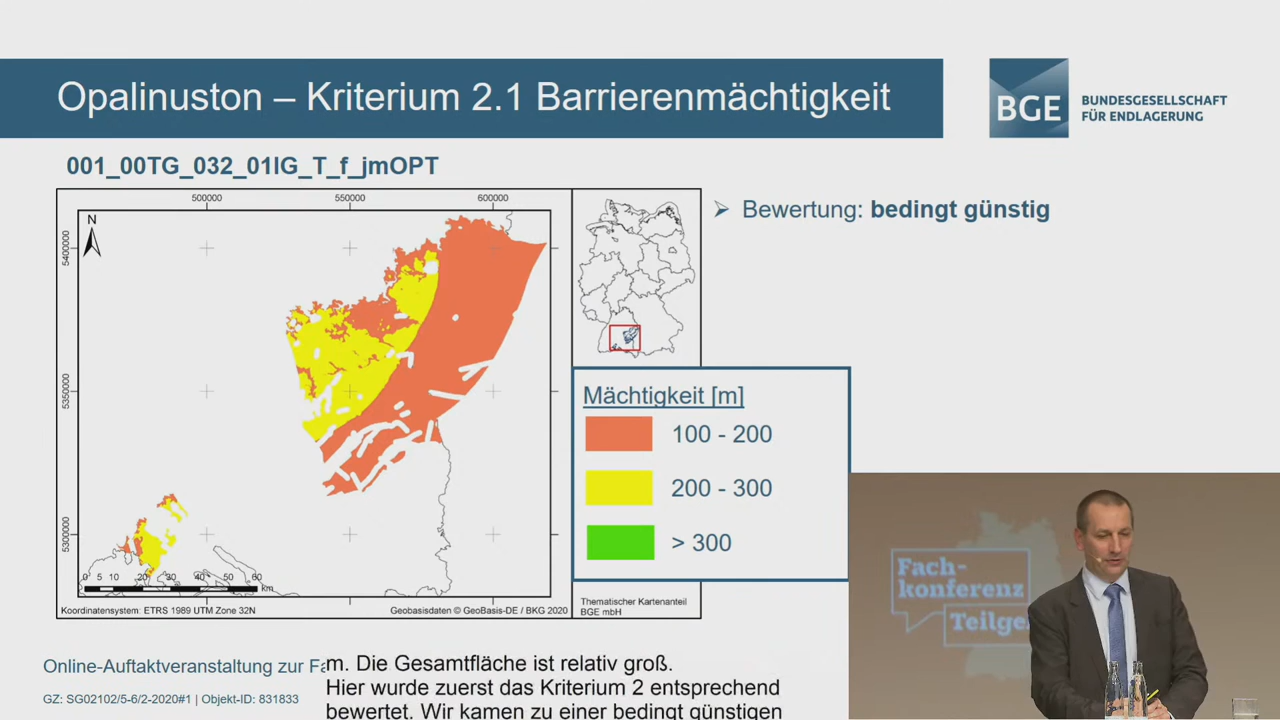 Opalinuston – Kriterium 2.1 Barrierenmächtigkeit
BGE
BUNDESGESELLSCHAFT
FÜR ENDLAGERUNG
001_00TG_032_01IG_T_f_jmOPT
500000
550000
600000
N
5400000
5350000
5300000
0 5 10 20 30 40 50 60
km
Koordinatensystem: ETRS 1989 UTM Zone 32N
Geobasisdaten © GeoBasis-DE / BKG 2020
Thematischer Kartenanteil
BGE mbH
➢ Bewertung: bedingt günstig
Mächtigkeit [m]
100 - 200
200 - 300
> 300
Fach-
konferenz
Teilge
Online-Auftaktveranstaltung zur Fa
GZ: SG02102/5-6/2-2020#1 | Objekt-ID: 831833
m. Die Gesamtfläche ist relativ groß.
Hier wurde zuerst das Kriterium 2 entsprechend
bewertet. Wir kamen zu einer bedingt günstigen